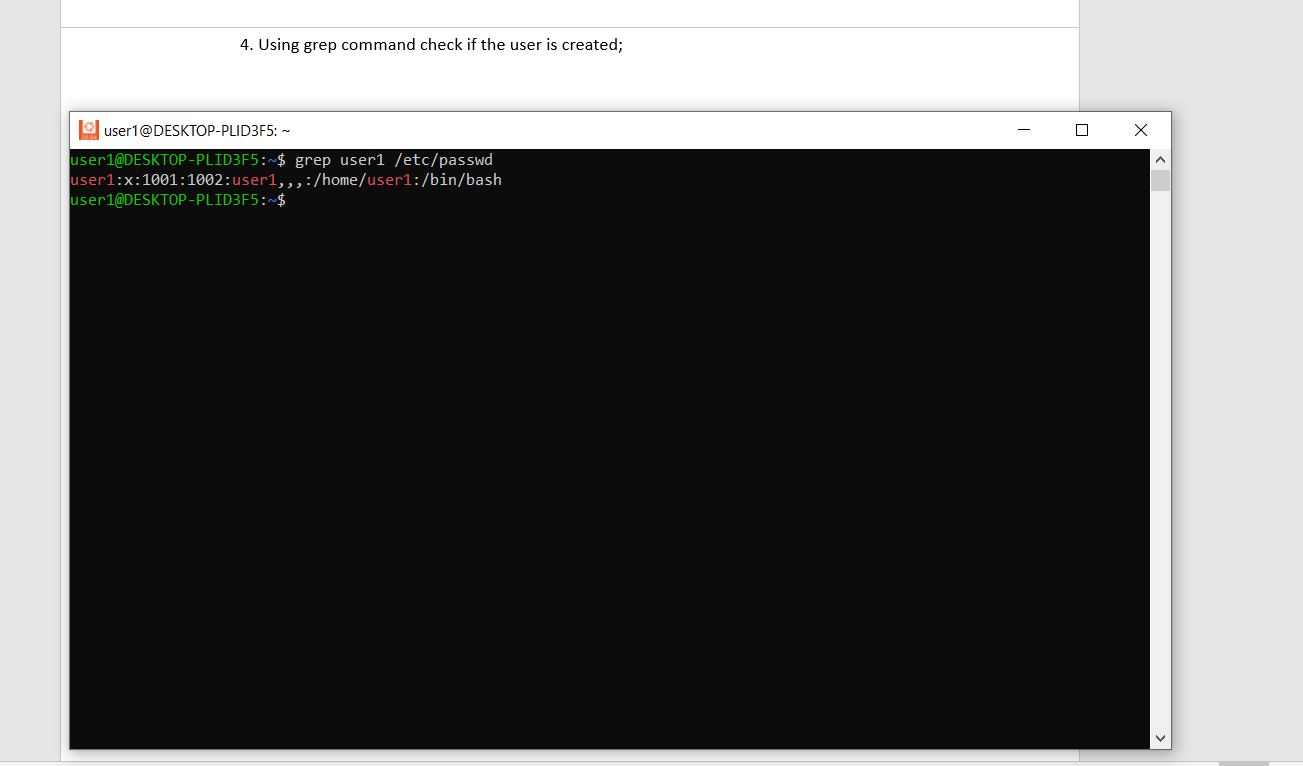 4. Using grep command check if the user is created;
user1@DESKTOP-PLID3F5: ~
user1@DESKTOP-PLID3F5:~$ grep user1 /etc/passwd
user1:x:1001:1002:user1,,,:/home/user1:/bin/bash
user1@DESKTOP-PLID3F5:~$